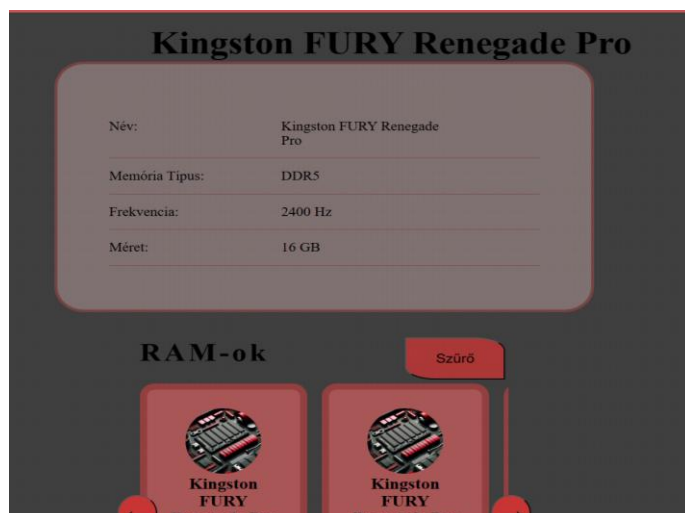 Kingston FURY Renegade Pro
Név: Kingston FURY Renegade
Pro
Memória Típus: DDR5
Frekvencia: 2400 Hz
Méret: 16 GB
RAM-ok
Szűrő
Kingston
FURY
Kingston
FURY